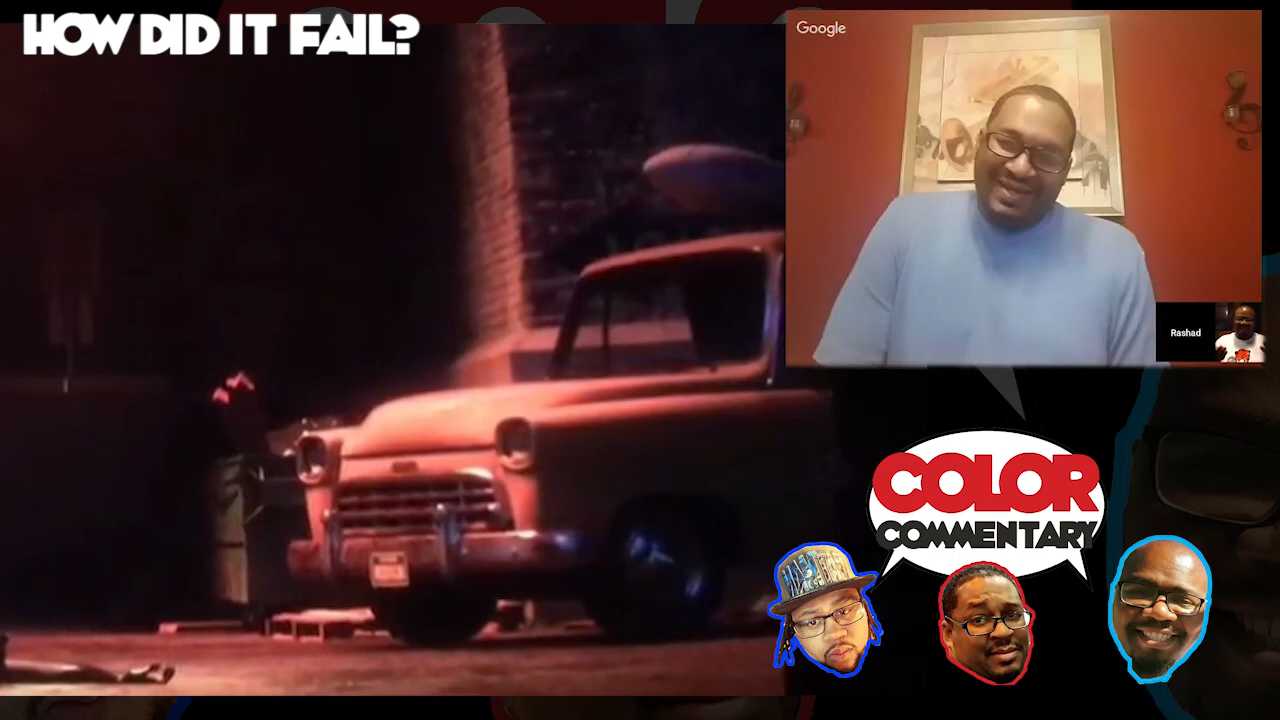 HOW DID IT FAIL?
Google
Rashad
COLOR
COMMENTARY